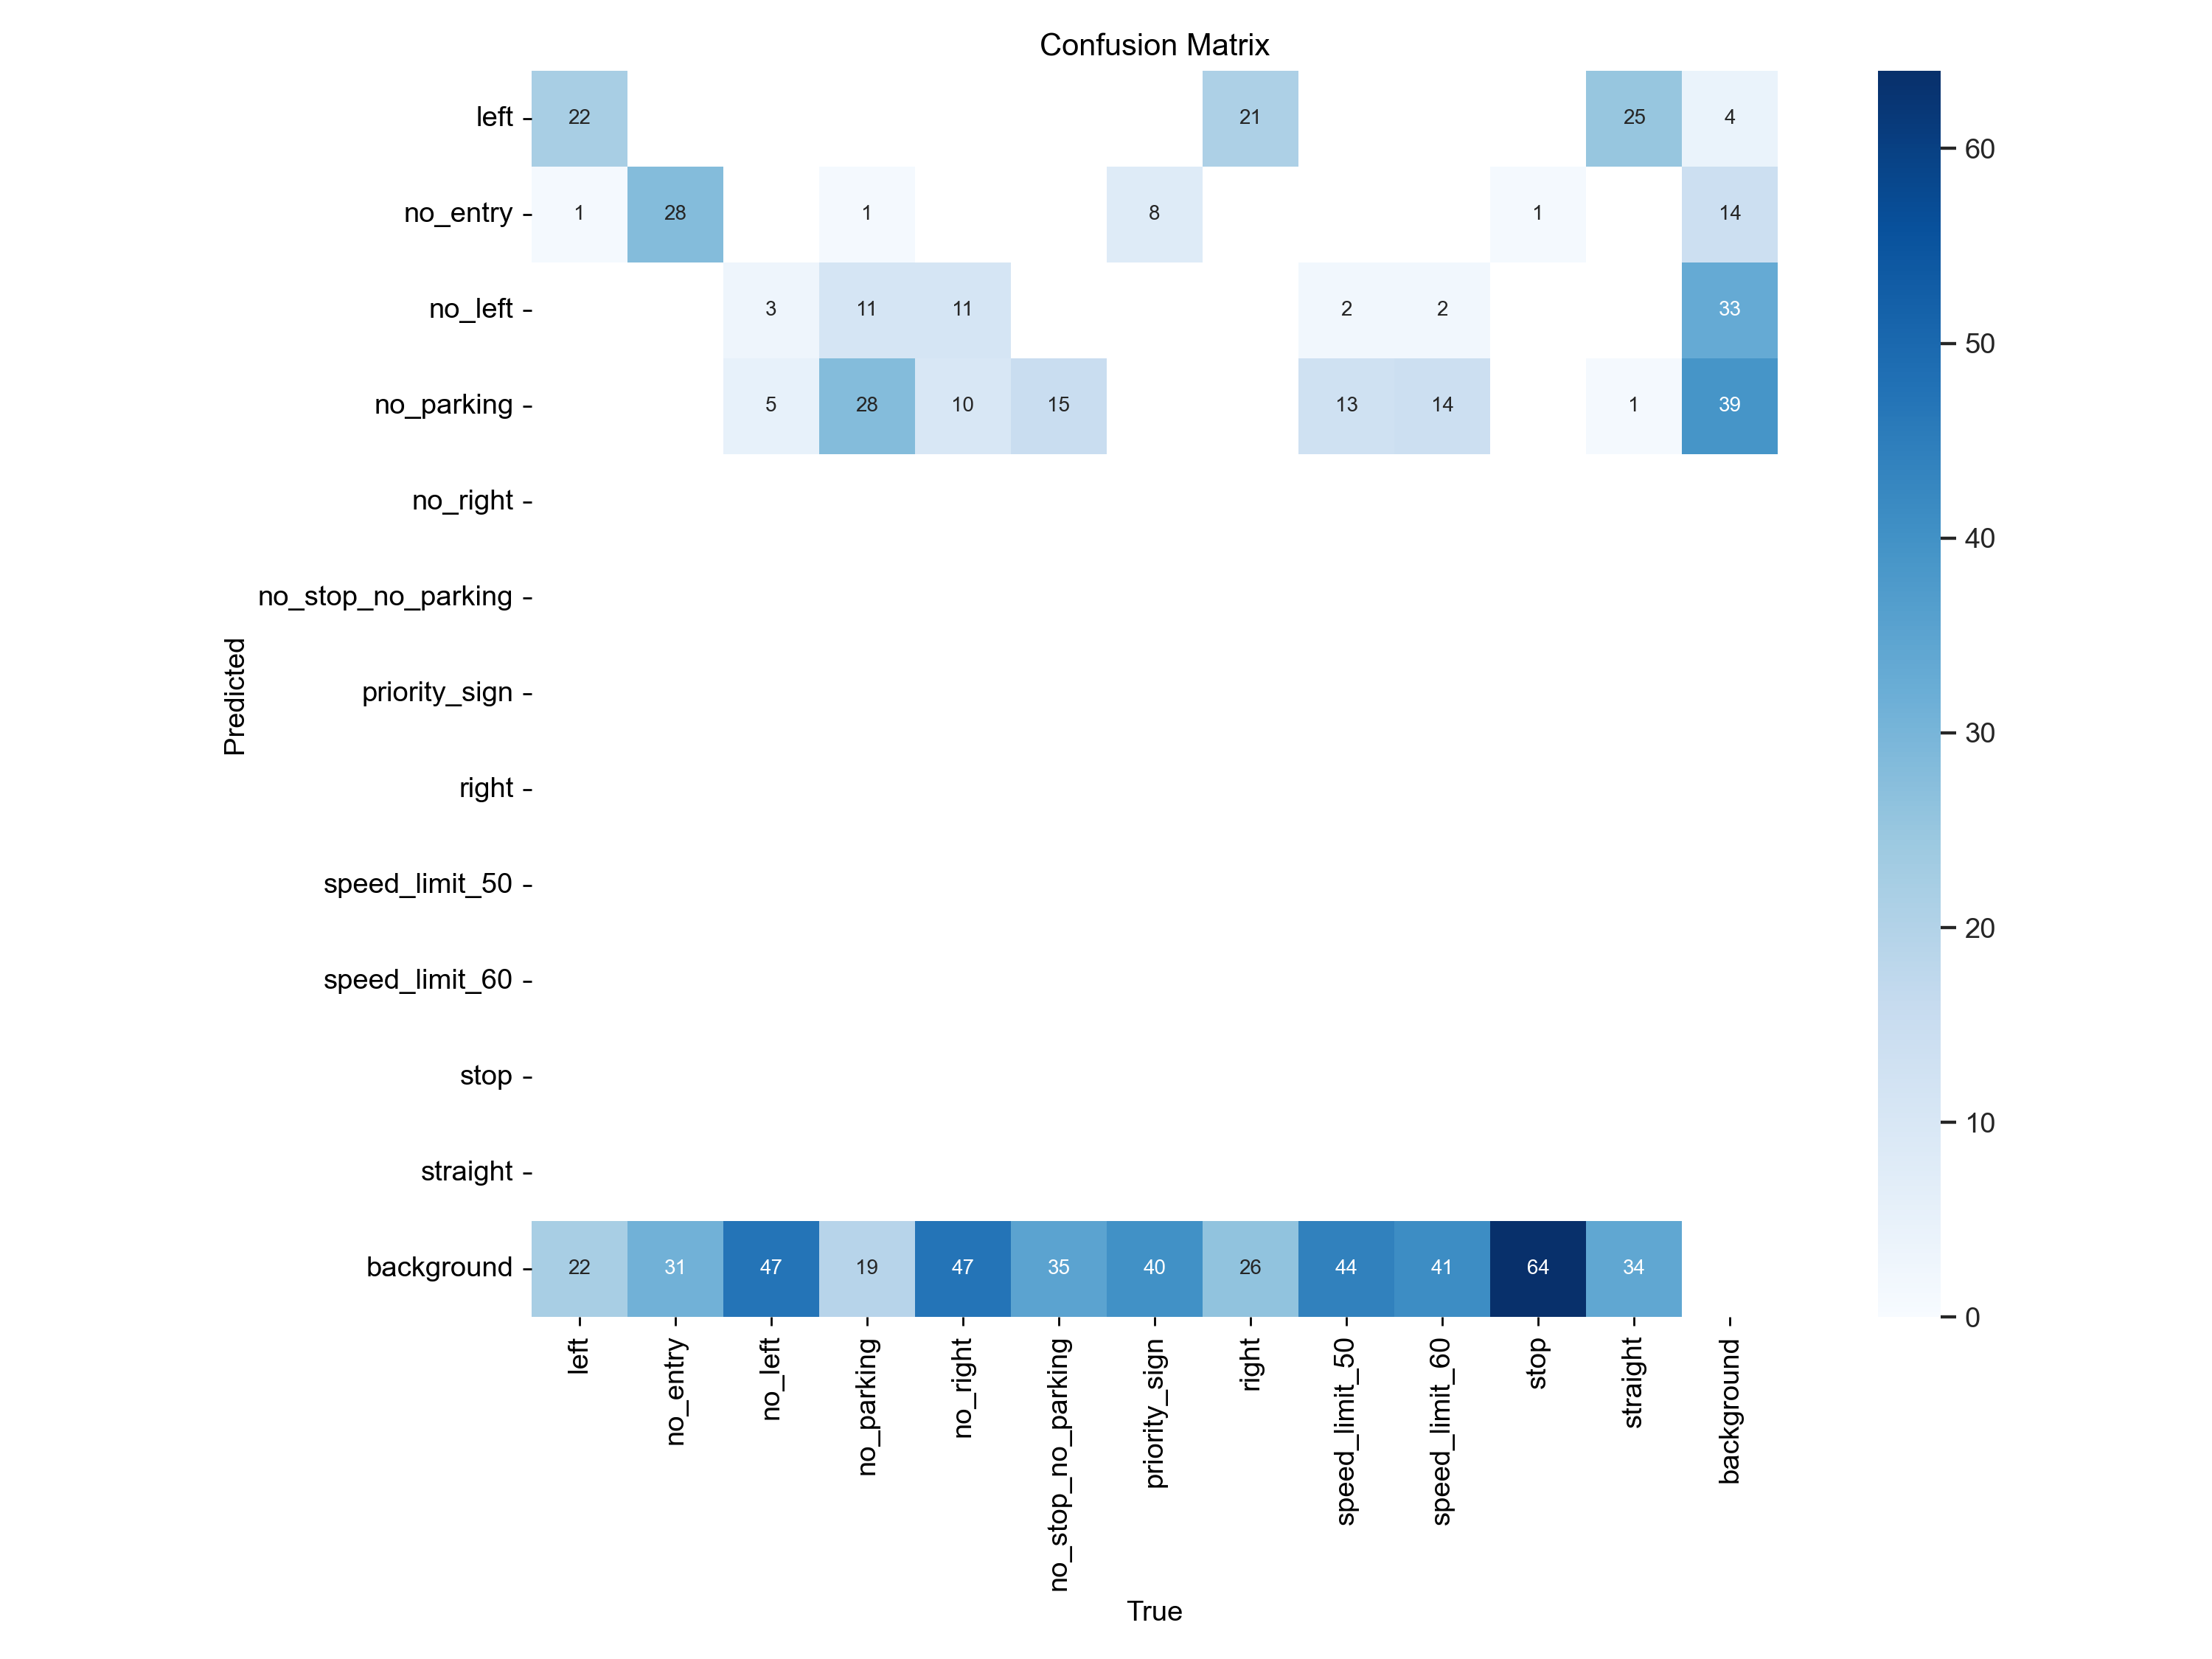 Confusion Matrix
left 22 21 25 4
no_entry 1 28 1 8 1 14
no_left 3 11 11 2 2 33
no_parking 5 28 10 15 13 14 1 39
no_right
no_stop_no_parking
priority_sign
right
speed_limit_50
speed_limit_60
stop
straight
background 22 31 47 19 47 35 40 26 44 41 64 34
Predicted
left
no_entry
no_left
no_parking
no_right
no_stop_no_parking
priority_sign
right
speed_limit_50
speed_limit_60
stop
straight
background
True
60
50
40
30
20
10
0